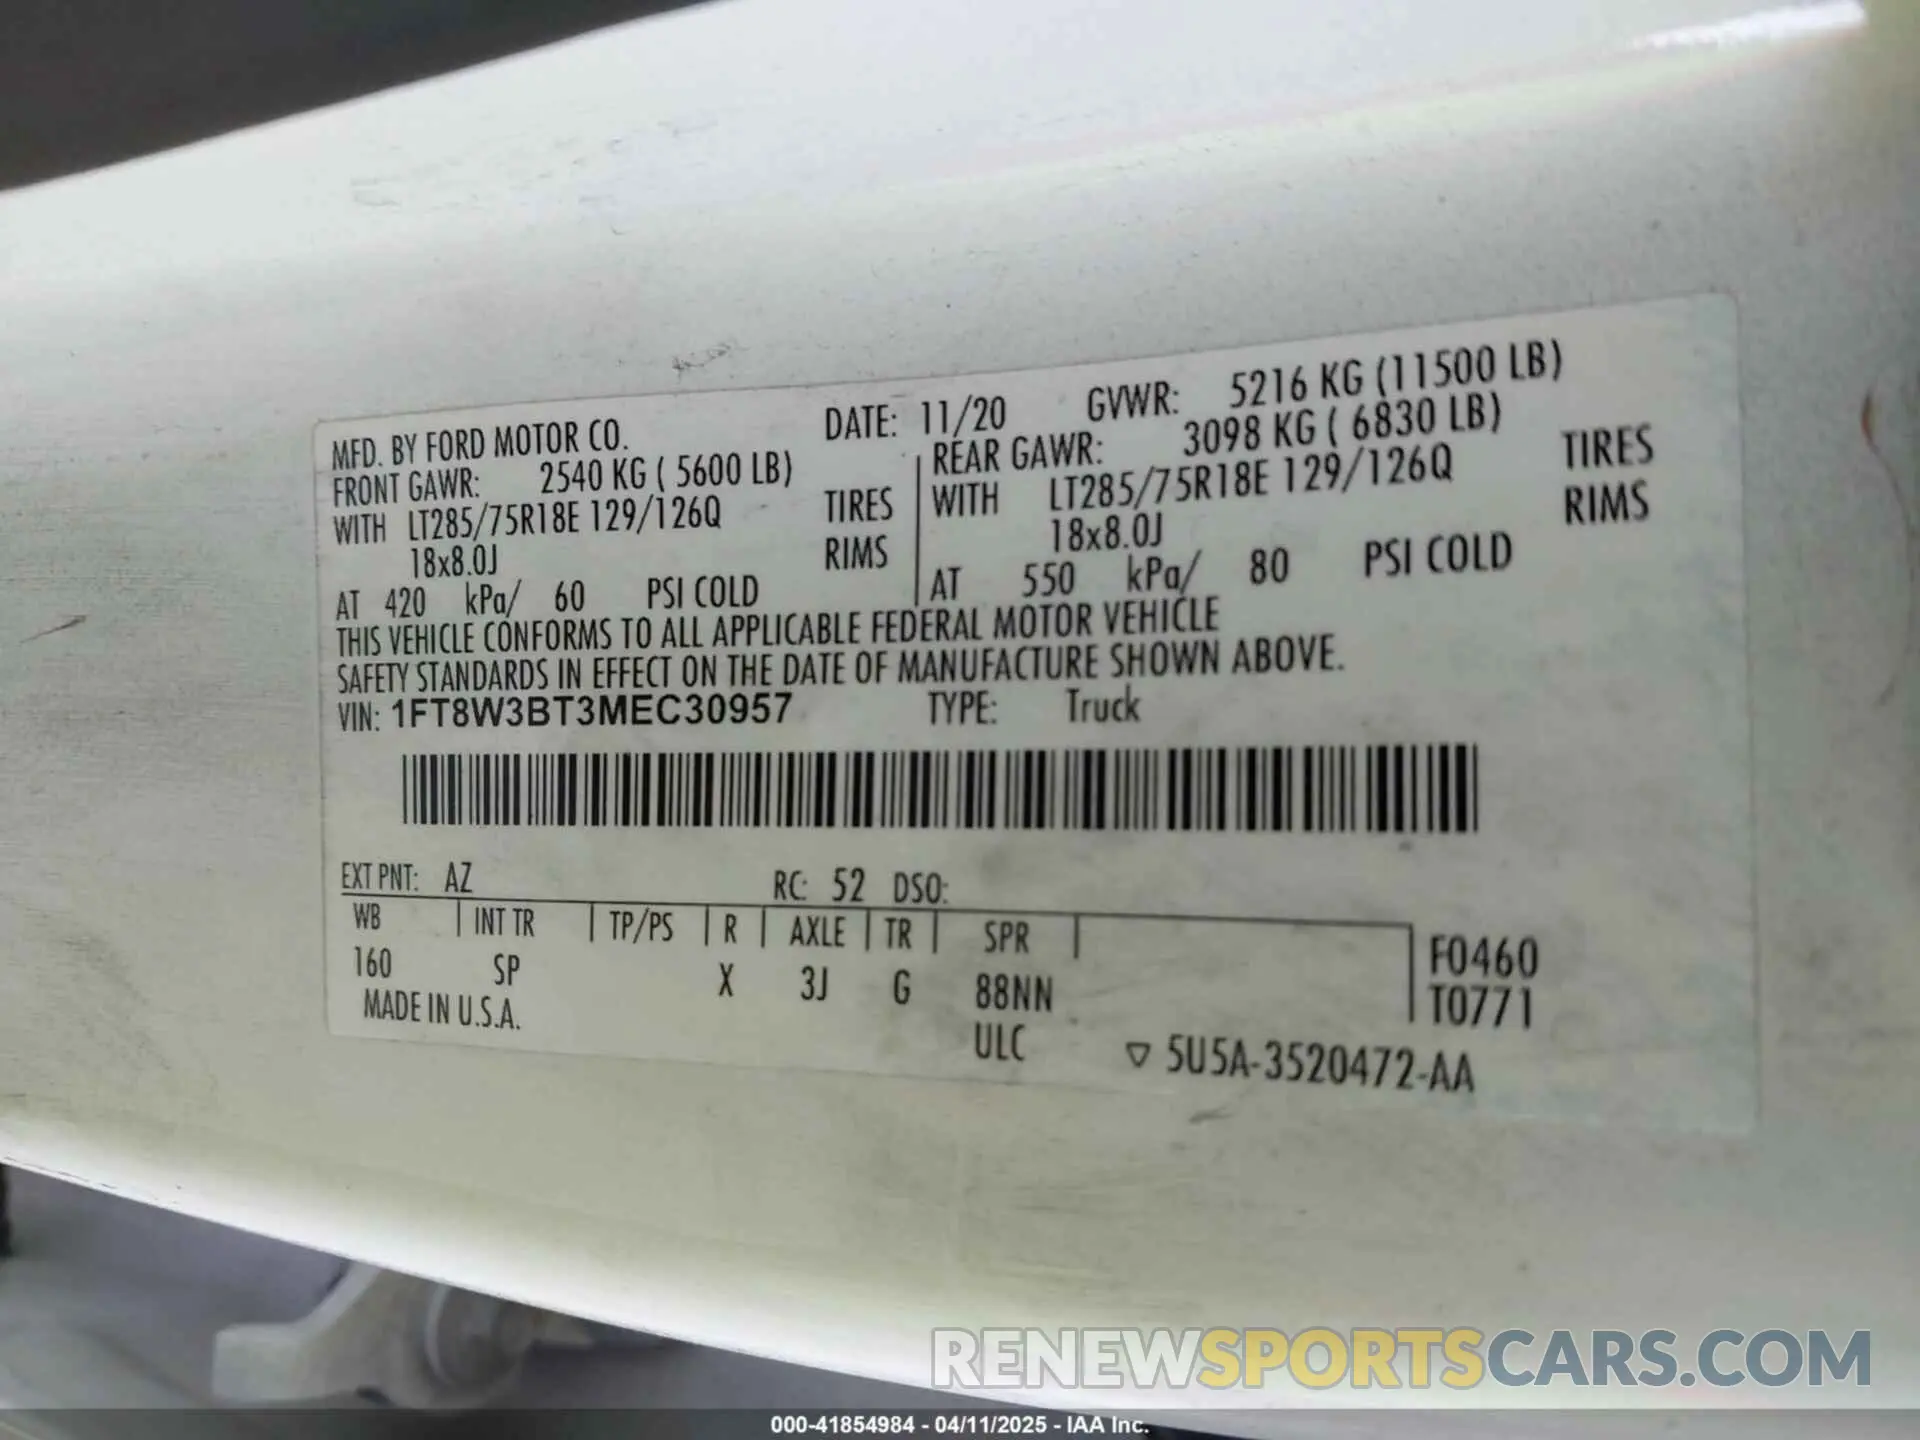 MFD. BY FORD MOTOR CO. DATE: 11/20 GVWR: 5216 KG (11500 LB)
FRONT GAWR: 2540 KG ( 5600 LB) REAR GAWR: 3098 KG ( 6830 LB)
WITH LT285/75R18E 129/126Q TIRES WITH LT285/75R18E 129/126Q TIRES
18x8.0J RIMS 18x8.0J RIMS
AT 420 kPa/ 60 PSI COLD AT 550 kPa/ 80 PSI COLD
THIS VEHICLE CONFORMS TO ALL APPLICABLE FEDERAL MOTOR VEHICLE
SAFETY STANDARDS IN EFFECT ON THE DATE OF MANUFACTURE SHOWN ABOVE.
VIN: 1FT8W3BT3MEC30957 TYPE: Truck
EXT PNT: AZ RC: 52 DSO:
WB INT TR TP/PS R AXLE TR SPR F0460
160 SP X 3J G 88NN T0771
MADE IN U.S.A. ULC ▽ 5U5A-3520472-AA
RENEWSPORTSCARS.COM
000-41854984 - 04/11/2025 - IAA Inc.